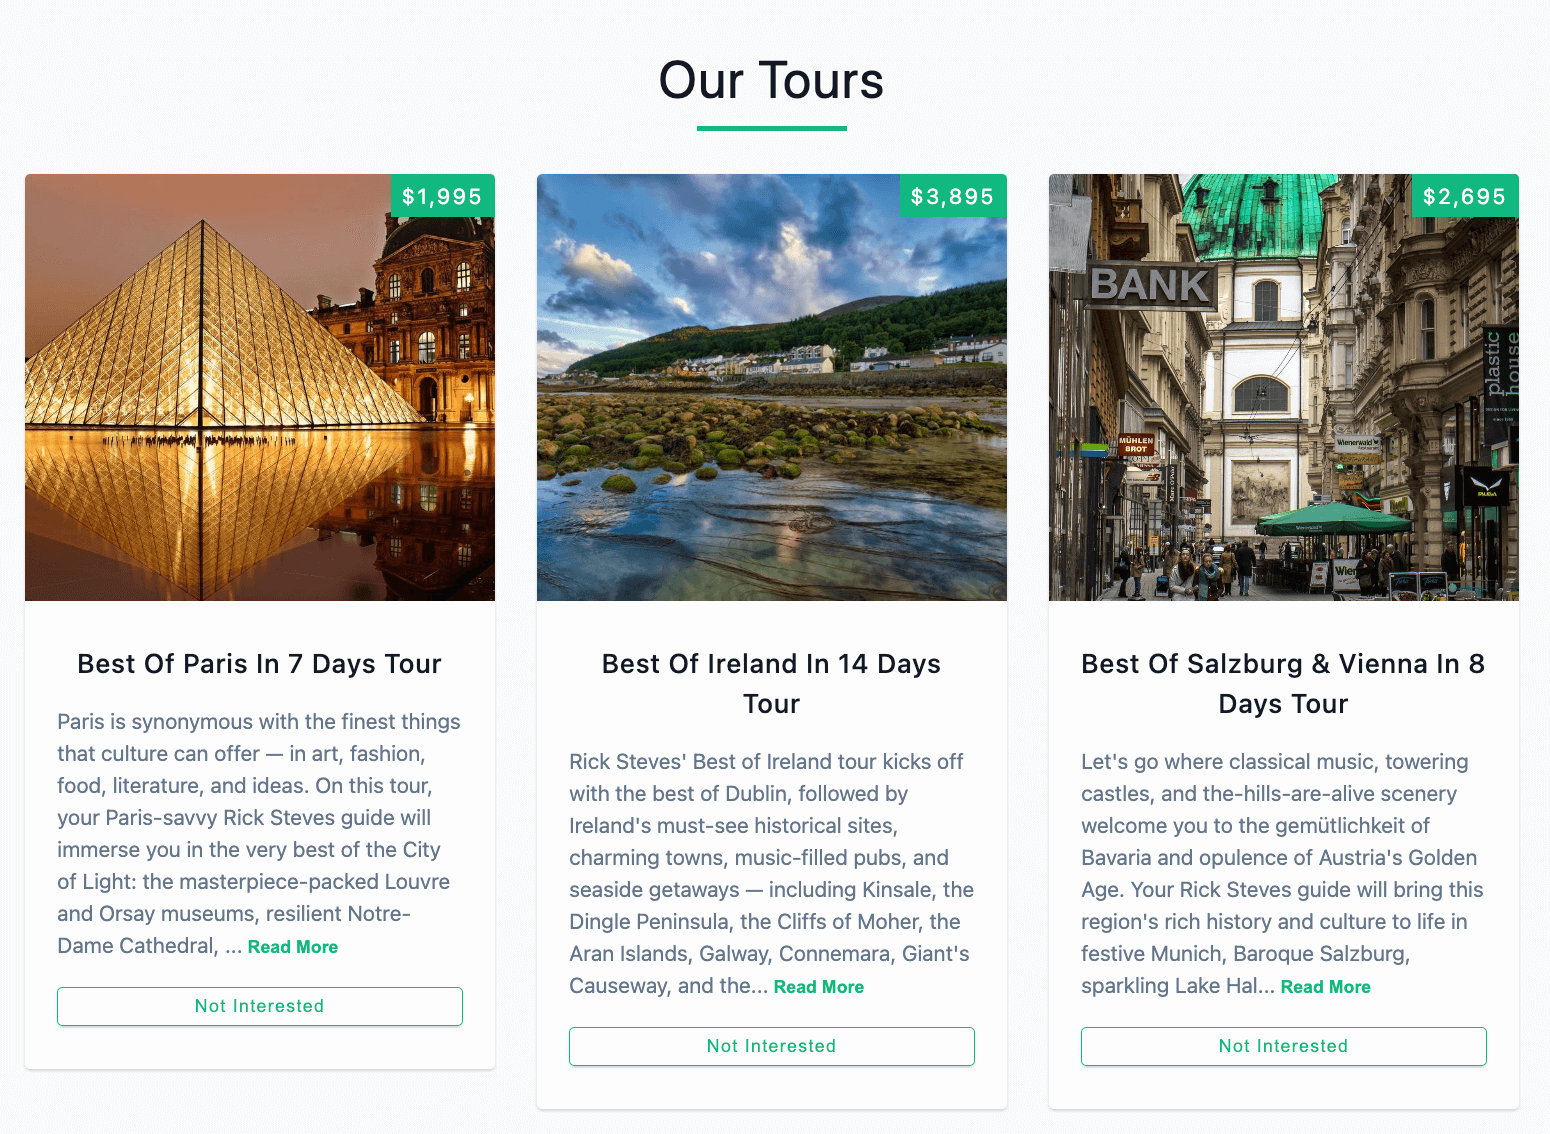 Our Tours
$1,995
Best Of Paris In 7 Days Tour
Paris is synonymous with the finest things
that culture can offer — in art, fashion,
food, literature, and ideas. On this tour,
your Paris-savvy Rick Steves guide will
immerse you in the very best of the City
of Light: the masterpiece-packed Louvre
and Orsay museums, resilient Notre-
Dame Cathedral, ... Read More
Not Interested
$3,895
Best Of Ireland In 14 Days
Tour
Rick Steves' Best of Ireland tour kicks off
with the best of Dublin, followed by
Ireland's must-see historical sites,
charming towns, music-filled pubs, and
seaside getaways — including Kinsale, the
Dingle Peninsula, the Cliffs of Moher, the
Aran Islands, Galway, Connemara, Giant's
Causeway, and the... Read More
Not Interested
$2,695
BANK
plastic
house
MÜHLEN
BROT
Wienerwald
Wienerwald
Wien
Best Of Salzburg & Vienna In 8
Days Tour
Let's go where classical music, towering
castles, and the-hills-are-alive scenery
welcome you to the gemütlichkeit of
Bavaria and opulence of Austria's Golden
Age. Your Rick Steves guide will bring this
region's rich history and culture to life in
festive Munich, Baroque Salzburg,
sparkling Lake Hal... Read More
Not Interested